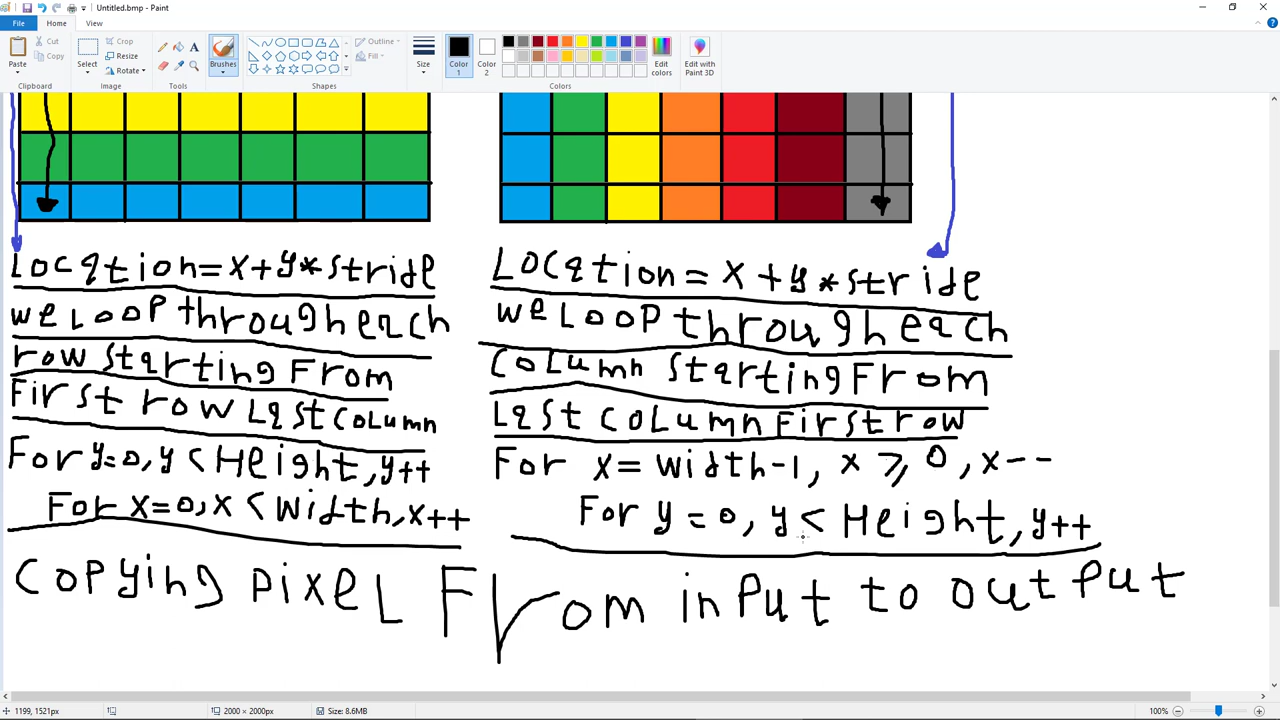 Untitled.bmp - Paint
File Home View
Paste Cut Copy Clipboard
Select Crop Resize Rotate Image
Tools
Brushes
Outline Fill Shapes
Size
Color 1 Color 2 Edit colors Colors
Edit with Paint 3D
Location=x+y*stride
we Loop through each
row starting From
First row Last column
For y=0, y<Height, y++
For x=0, x<width, x++
Location=x+y*stride
we Loop through each
column starting From
Last column First row
For x=width-1, x⩾0, x--
For y=0, y<Height, y++
copying pixel From input to output
1199, 1521px 2000 × 2000px Size: 8.6MB 100%